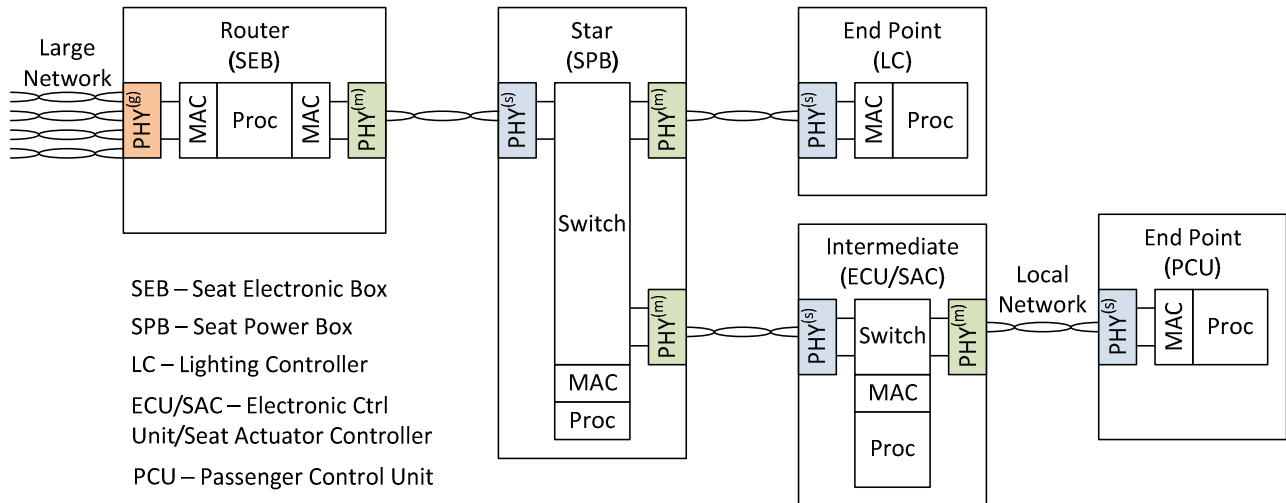 Large
Network
Router
(SEB)
PHY(g)
MAC
Proc
MAC
PHY(m)
Star
(SPB)
PHY(s)
PHY(m)
Switch
PHY(m)
MAC
Proc
End Point
(LC)
PHY(s)
MAC
Proc
Intermediate
(ECU/SAC)
PHY(s)
Switch
PHY(m)
MAC
Proc
Local
Network
End Point
(PCU)
PHY(s)
MAC
Proc
SEB – Seat Electronic Box
SPB – Seat Power Box
LC – Lighting Controller
ECU/SAC – Electronic Ctrl
Unit/Seat Actuator Controller
PCU – Passenger Control Unit